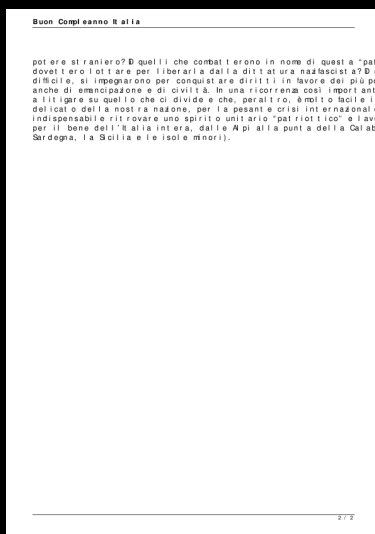 Buon Compleanno Italia
potere straniero? D quelli che combatterono in nome di questa "pat
dovettero lottare per liberarla dalla dittatura nazifascista? D
difficile, si impegnarono per conquistare diritti in favore dei più p
anche di emancipazione e di civiltà. In una ricorrenza così important
a litigare su quello che ci divide e che, peraltro, è molto facile i
delicato della nostra nazione, per la pesante crisi internazional
indispensabile ritrovare uno spirito unitario "patriottico" e lav
per il bene dell'Italia intera, dalle Alpi alla punta della Calab
Sardegna, la Sicilia e le isole minori).
2 / 2